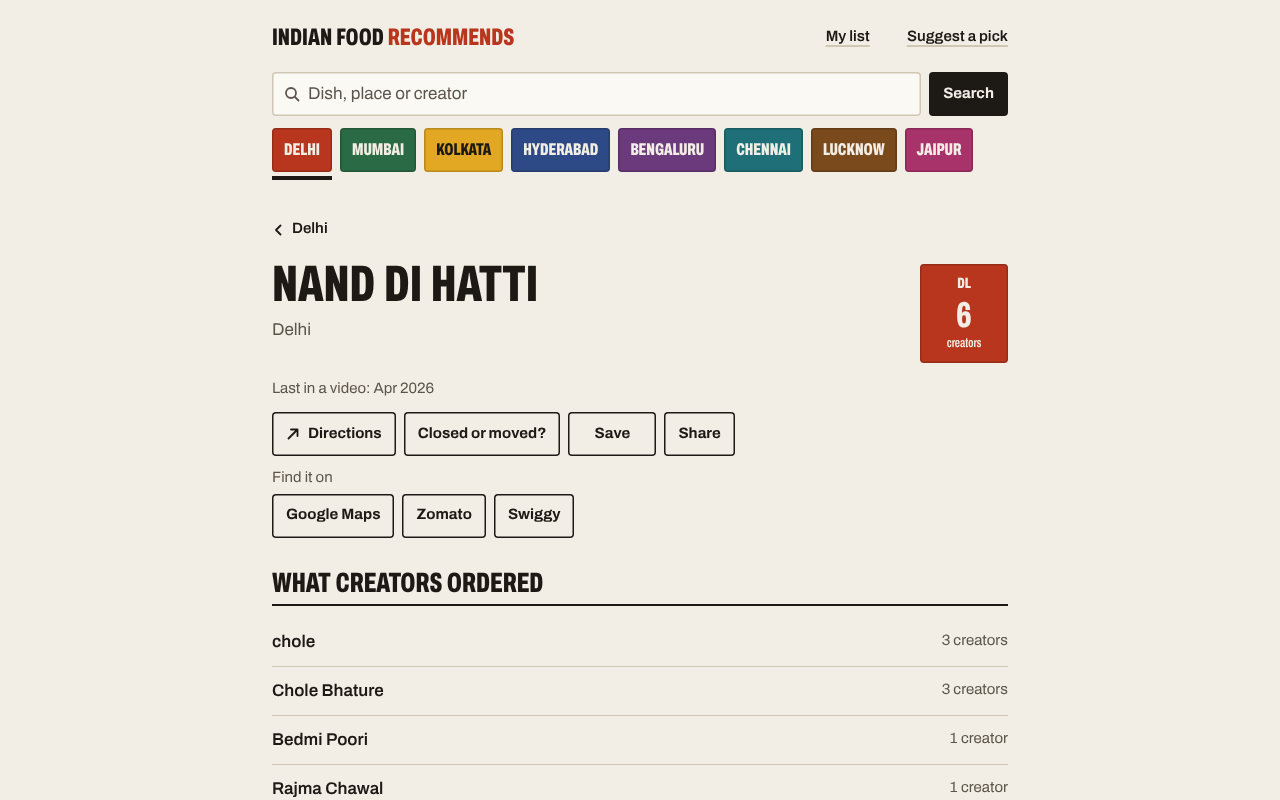 INDIAN FOOD RECOMMENDS
My list
Suggest a pick
Dish, place or creator
Search
DELHI
MUMBAI
KOLKATA
HYDERABAD
BENGALURU
CHENNAI
LUCKNOW
JAIPUR
Delhi
NAND DI HATTI
Delhi
DL
6
creators
Last in a video: Apr 2026
Directions
Closed or moved?
Save
Share
Find it on
Google Maps
Zomato
Swiggy
WHAT CREATORS ORDERED
chole
3 creators
Chole Bhature
3 creators
Bedmi Poori
1 creator
Rajma Chawal
1 creator